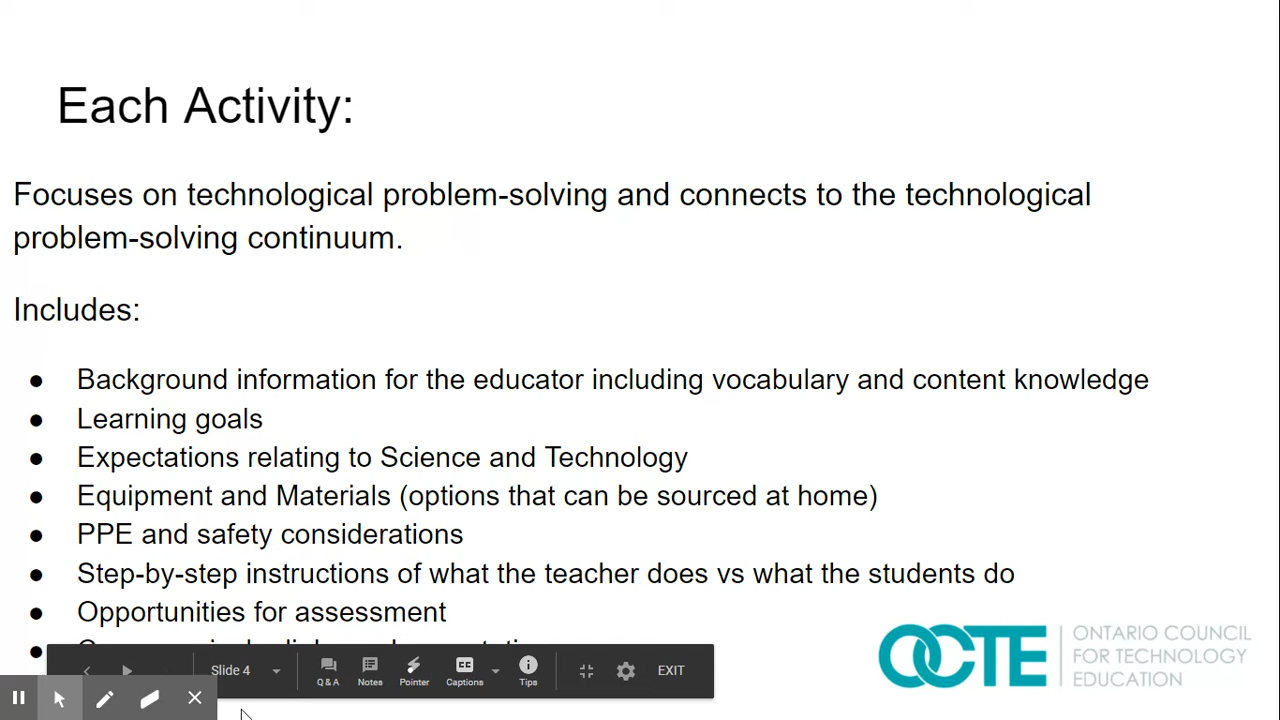 Each Activity:
Focuses on technological problem-solving and connects to the technological
problem-solving continuum.
Includes:
● Background information for the educator including vocabulary and content knowledge
● Learning goals
● Expectations relating to Science and Technology
● Equipment and Materials (options that can be sourced at home)
● PPE and safety considerations
● Step-by-step instructions of what the teacher does vs what the students do
● Opportunities for assessment
OCTE
ONTARIO COUNCIL
FOR TECHNOLOGY
EDUCATION
Slide 4
Q & A
Notes
Pointer
CC
Captions
Tips
EXIT